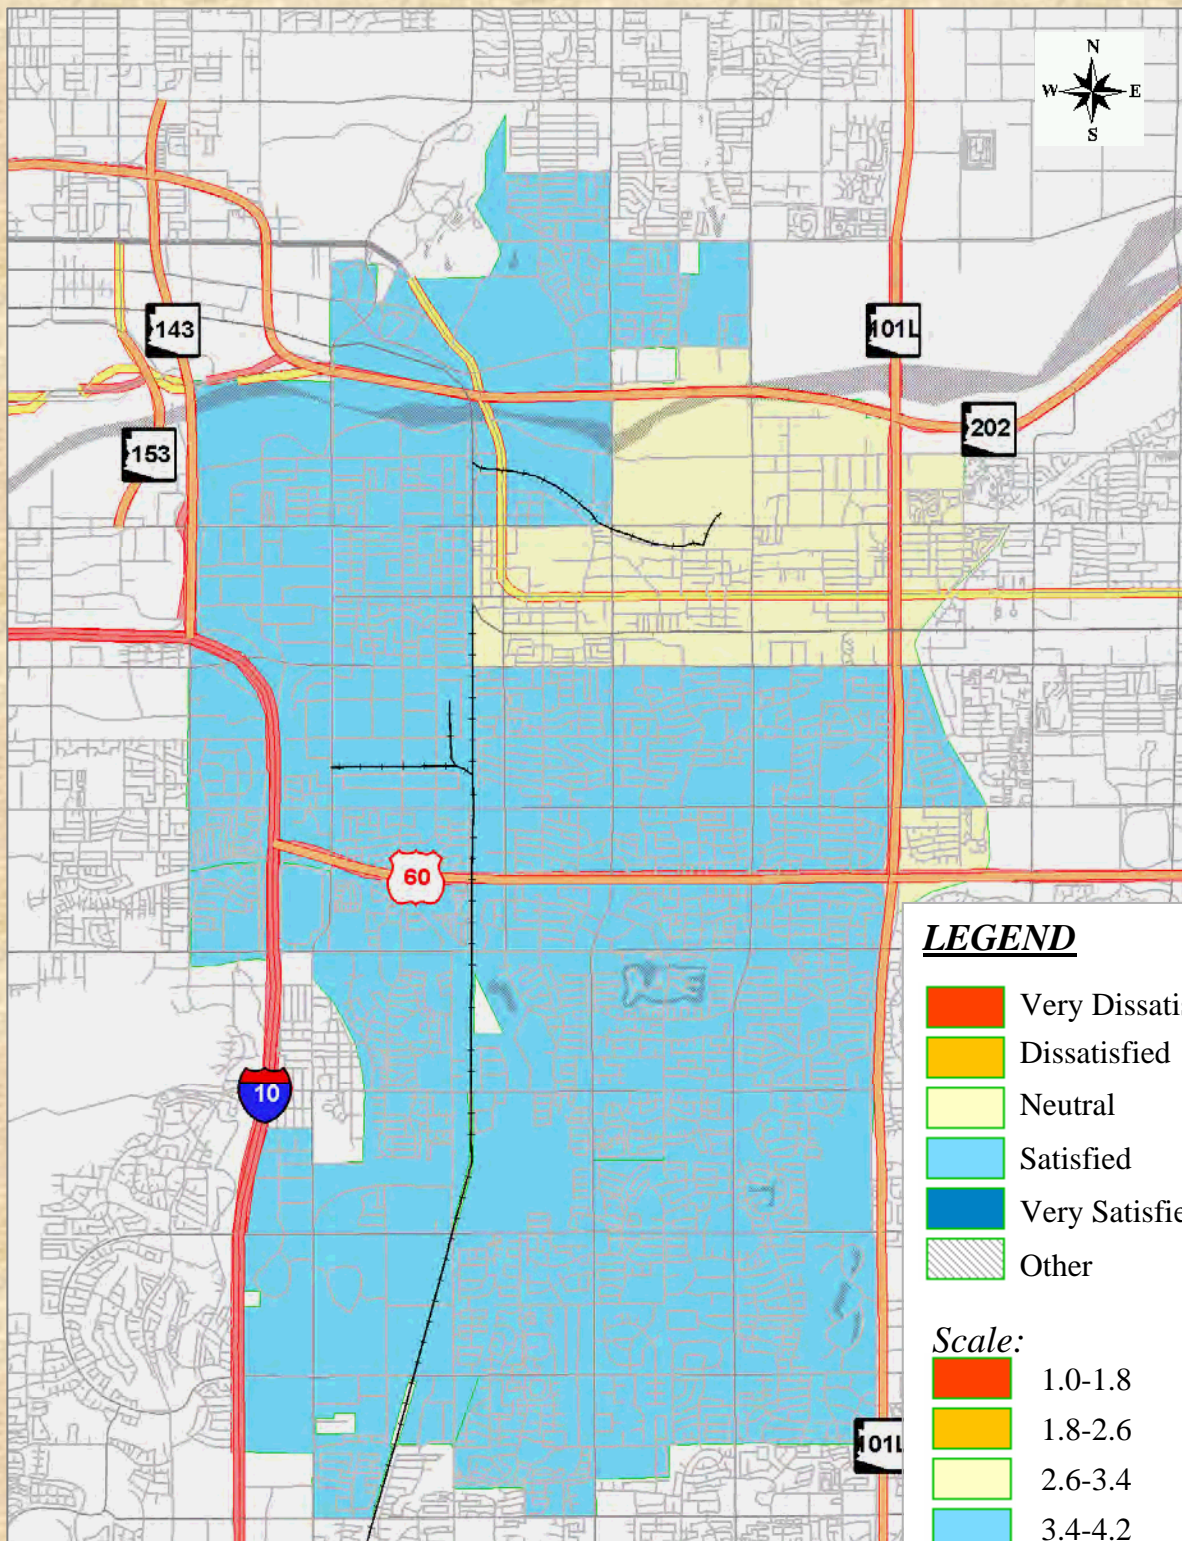 N
W E
S
143
101L
202
153
60
LEGEND
Very Dissatis
Dissatisfied
Neutral
Satisfied
Very Satisfie
Other
10
Scale:
1.0-1.8
1.8-2.6
2.6-3.4
3.4-4.2
101L